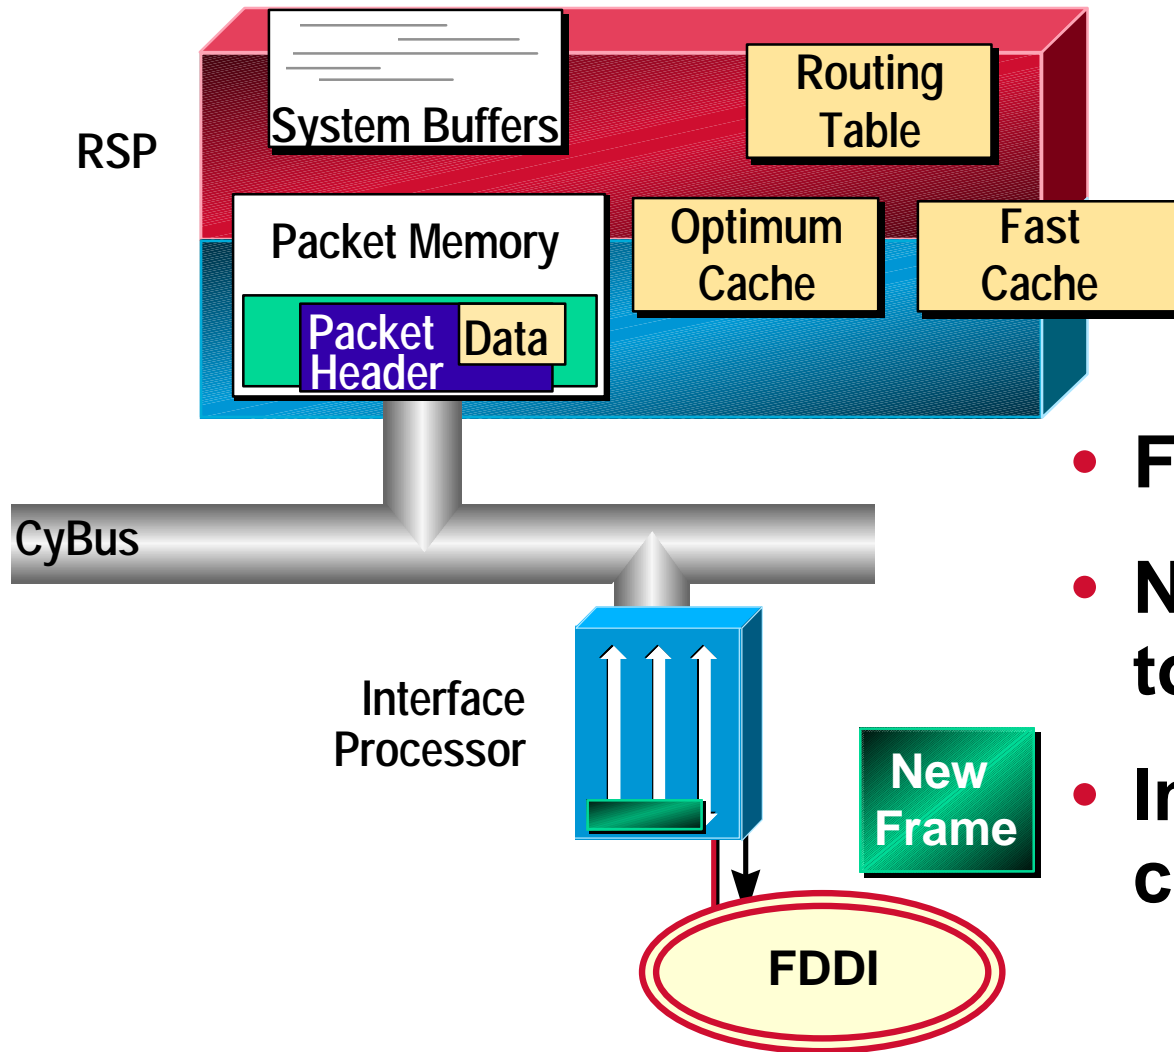 System Buffers
Routing
Table
RSP
Packet Memory
Optimum
Cache
Fast
Cache
Packet
Header
Data
CyBus
Interface
Processor
New
Frame
FDDI